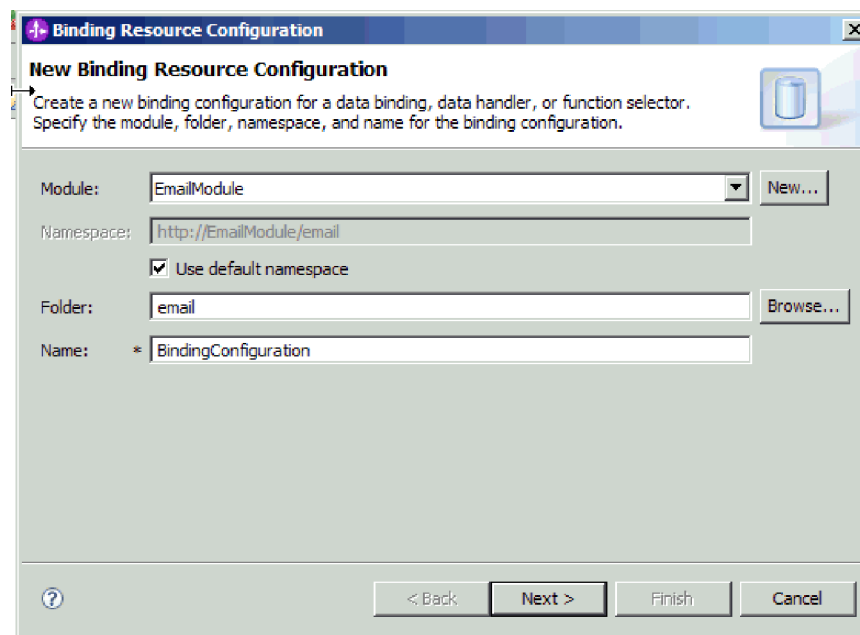 Binding Resource Configuration
New Binding Resource Configuration
Create a new binding configuration for a data binding, data handler, or function selector.
Specify the module, folder, namespace, and name for the binding configuration.
Module: EmailModule New...
Namespace: http://EmailModule/email
Use default namespace
Folder: email Browse...
Name: * BindingConfiguration
? < Back Next > Finish Cancel